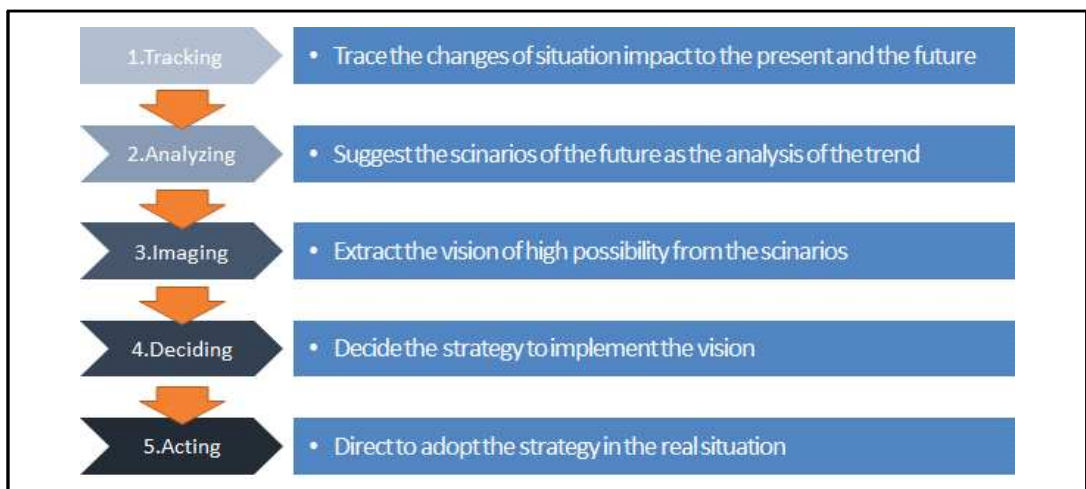 1.Tracking
• Trace the changes of situation impact to the present and the future
2.Analyzing
• Suggest the scinarios of the future as the analysis of the trend
3.Imaging
• Extract the vision of high possibility from the scinarios
4.Deciding
• Decide the strategy to implement the vision
5.Acting
• Direct to adopt the strategy in the real situation